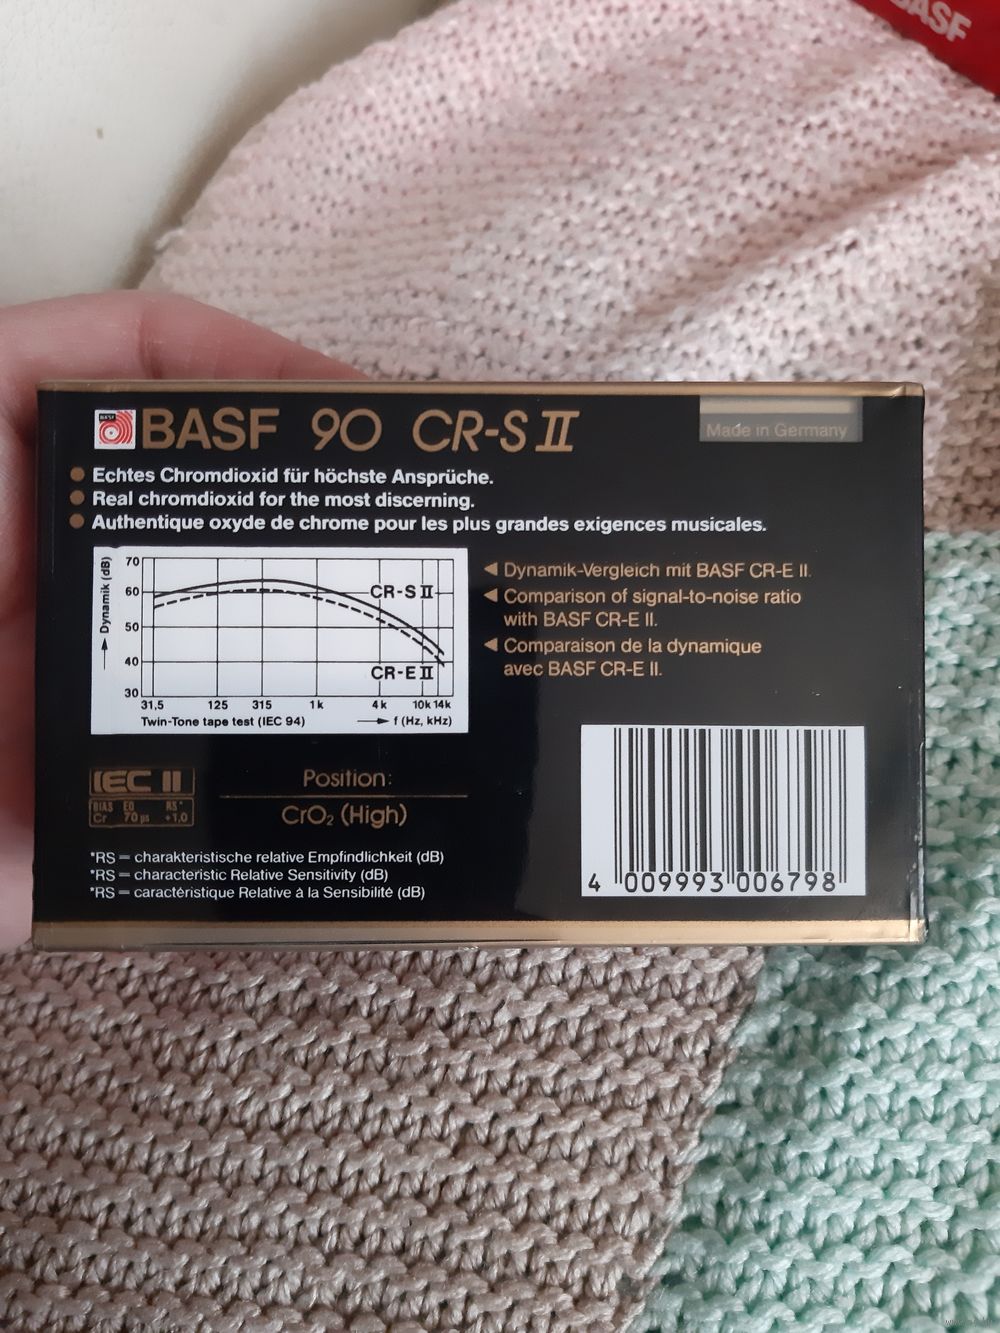 BASF
BASF 90 CR-S II
Made in Germany
Echtes Chromdioxid für höchste Ansprüche.
Real chromdioxid for the most discerning.
Authentique oxyde de chrome pour les plus grandes exigences musicales.
Dynamik (dB)
70
60
50
40
30
CR-S II
CR-E II
31,5 125 315 1k 4k 10k 14k
Twin-Tone tape test (IEC 94) f (Hz, kHz)
Dynamik-Vergleich mit BASF CR-E II.
Comparison of signal-to-noise ratio
with BASF CR-E II.
Comparaison de la dynamique
avec BASF CR-E II.
IEC II
BIAS EQ RS*
Cr 70 µs +1.0
Position:
CrO₂ (High)
*RS = charakteristische relative Empfindlichkeit (dB)
*RS = characteristic Relative Sensitivity (dB)
*RS = caractéristique Relative à la Sensibilité (dB)
4 009993 006798